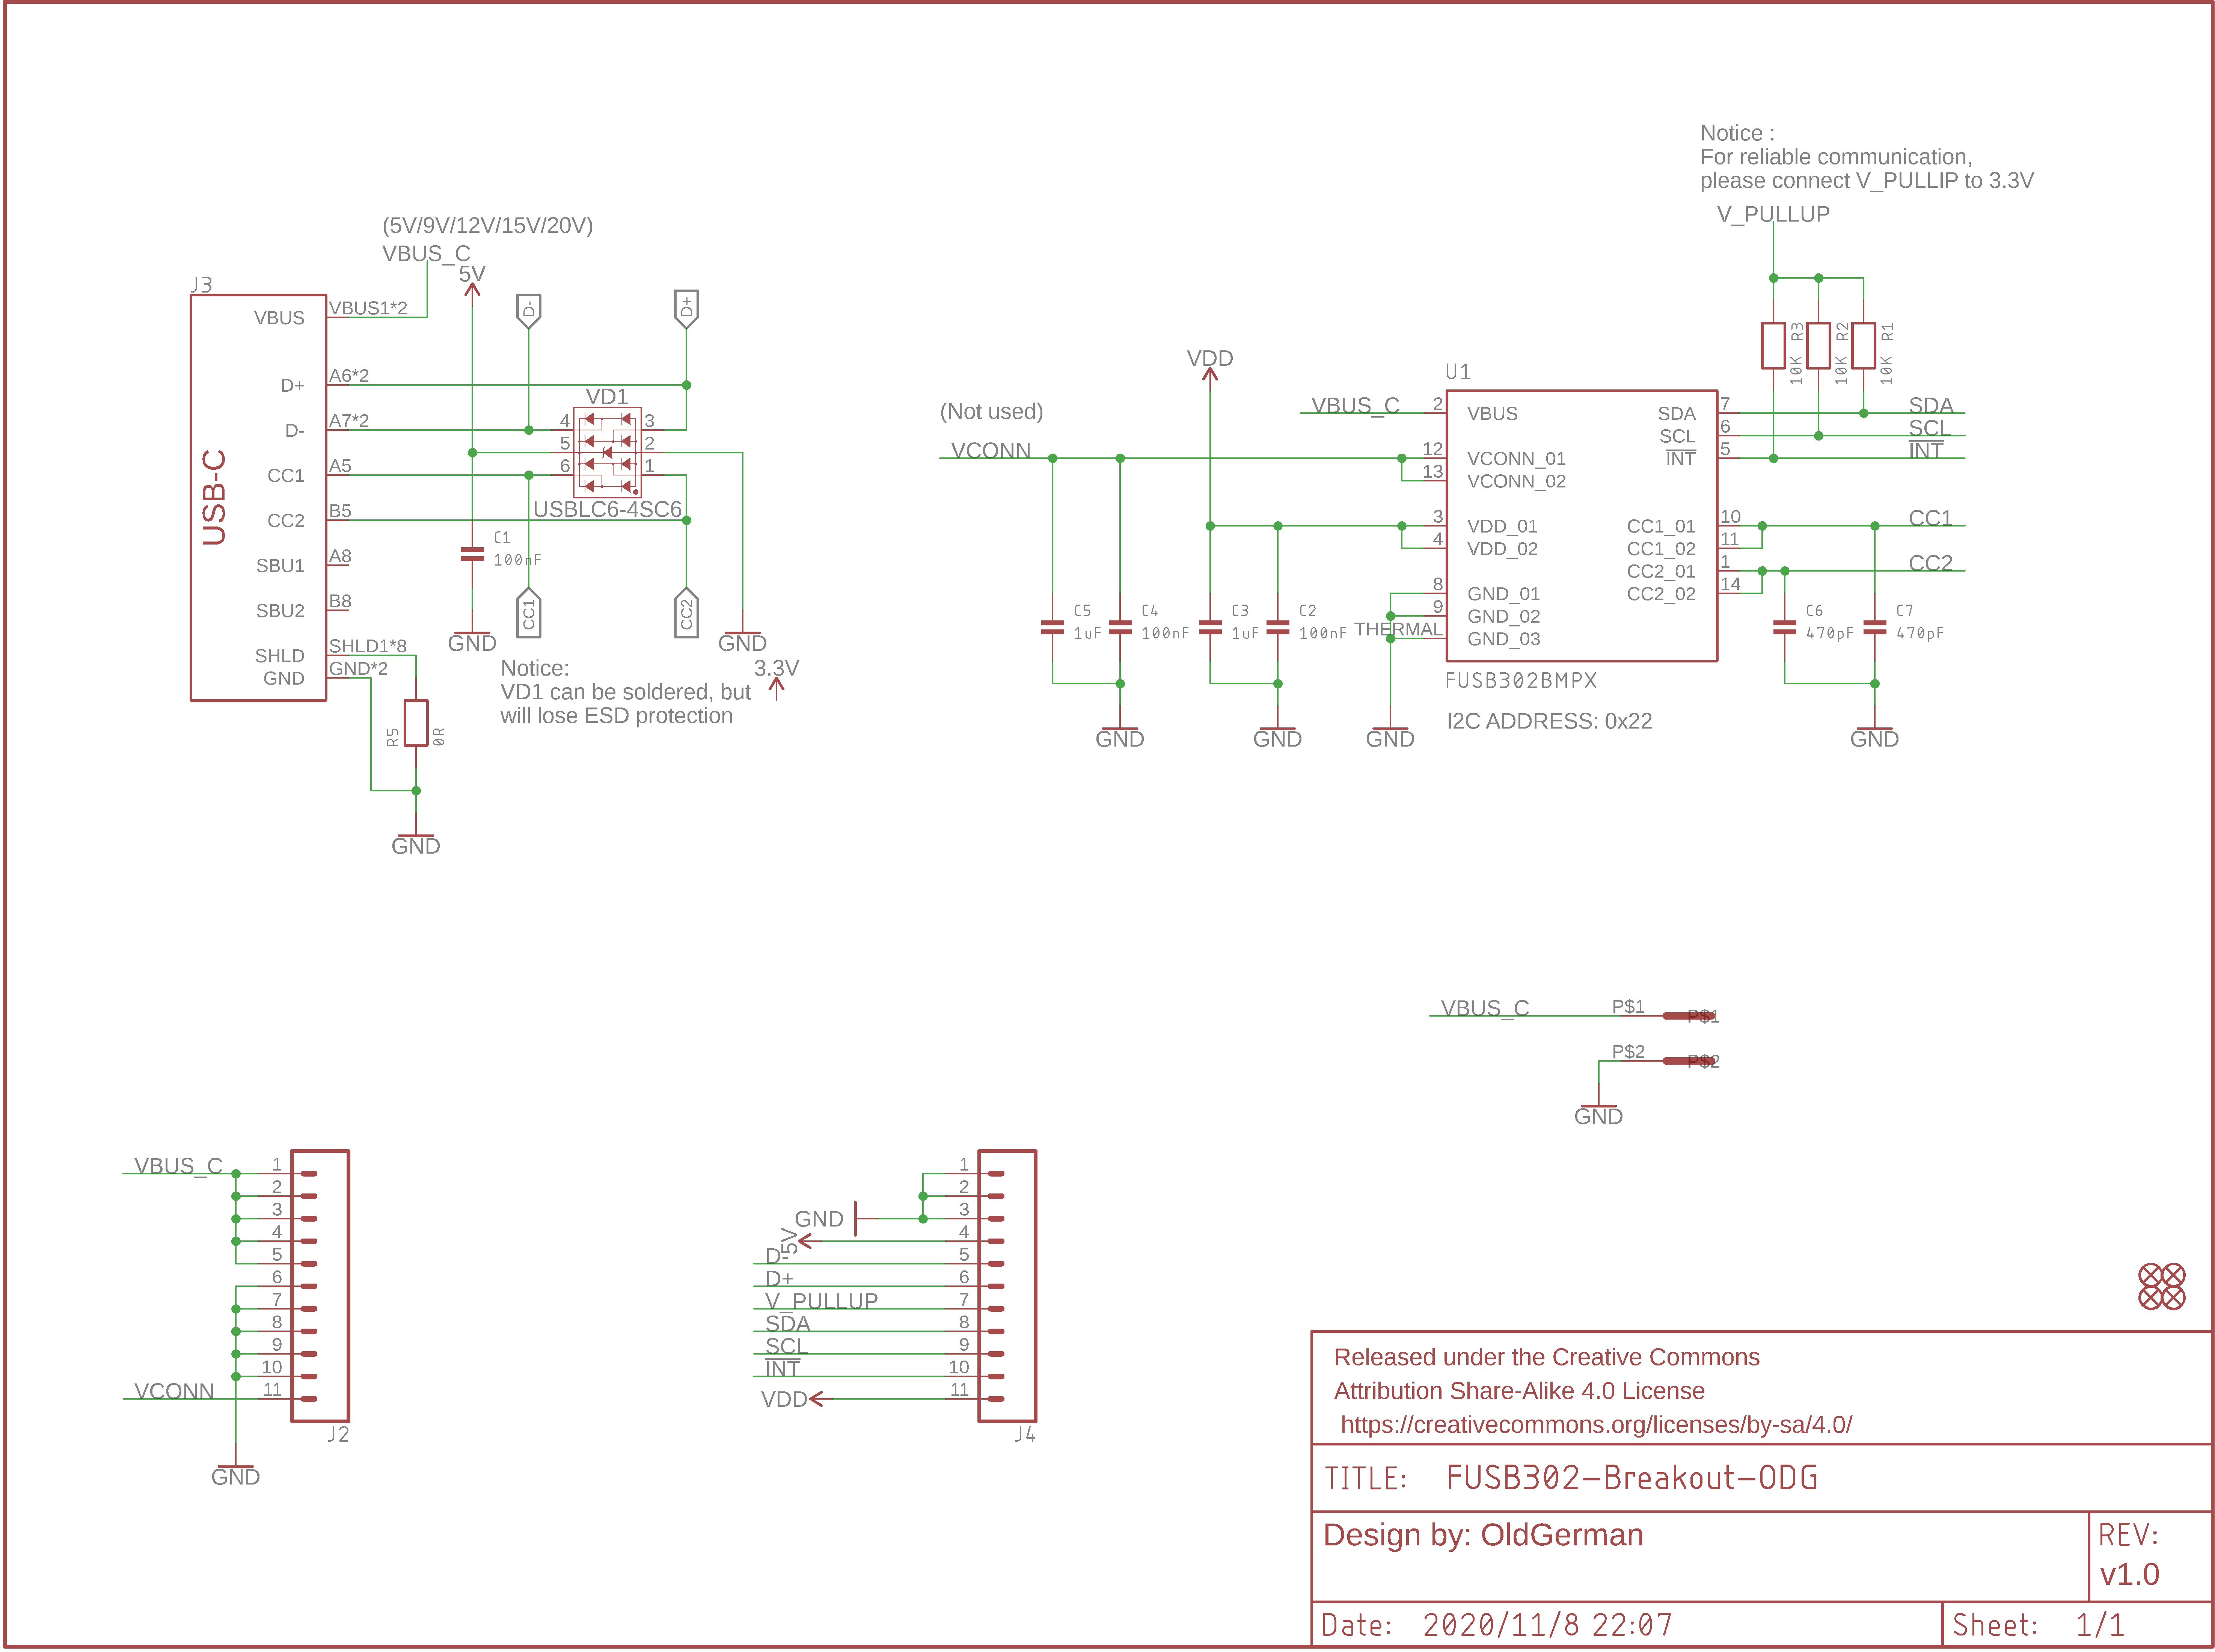 Notice :
For reliable communication,
please connect V_PULLIP to 3.3V
V_PULLUP
10K R3
10K R2
10K R1
(5V/9V/12V/15V/20V)
VBUS_C
5V
J3
USB-C
VBUS VBUS1*2
D+ A6*2
D- A7*2
CC1 A5
CC2 B5
SBU1 A8
SBU2 B8
SHLD SHLD1*8
GND GND*2
D-
D+
VD1
4 3
5 2
6 1
USBLC6-4SC6
C1
100nF
CC1
CC2
GND
GND
Notice:
VD1 can be soldered, but
will lose ESD protection
3.3V
R5
0R
GND
(Not used)
VCONN
VDD
VBUS_C
U1
2 VBUS
12 VCONN_01
13 VCONN_02
3 VDD_01
4 VDD_02
8 GND_01
9 GND_02
THERMAL GND_03
SDA 7 SDA
SCL 6 SCL
INT 5 INT
CC1_01 10 CC1
CC1_02 11
CC2_01 1 CC2
CC2_02 14
FUSB302BMPX
I2C ADDRESS: 0x22
C5
1uF
C4
100nF
C3
1uF
C2
100nF
C6
470pF
C7
470pF
GND
GND
GND
GND
VBUS_C P$1 P$1
P$2 P$2
GND
VBUS_C 1
2
3
4
5
6
7
8
9
10
VCONN 11
J2
GND
1
2
GND 3
5V 4
D- 5
D+ 6
V_PULLUP 7
SDA 8
SCL 9
INT 10
VDD 11
J4
Released under the Creative Commons
Attribution Share-Alike 4.0 License
https://creativecommons.org/licenses/by-sa/4.0/
TITLE: FUSB302-Breakout-ODG
Design by: OldGerman
REV:
v1.0
Date: 2020/11/8 22:07
Sheet: 1/1